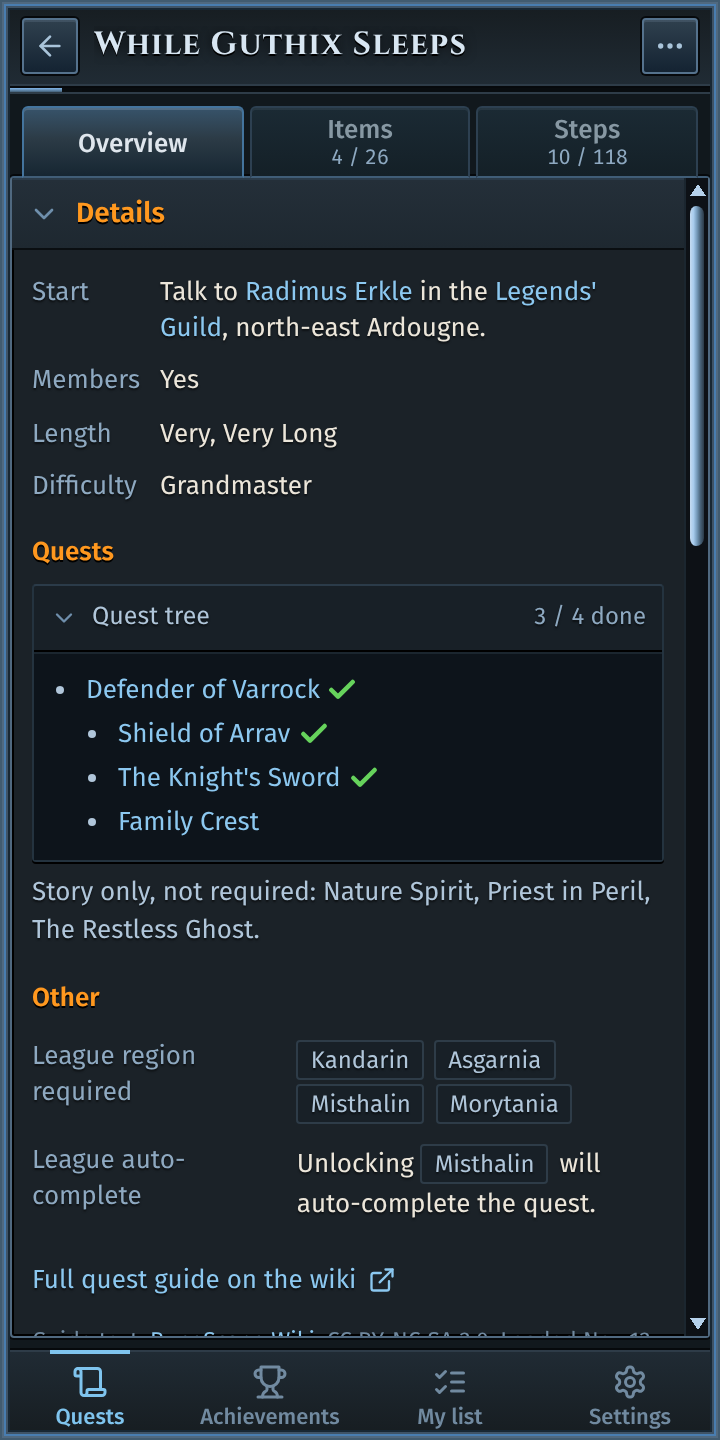 While Guthix Sleeps
Overview
Items
4 / 26
Steps
10 / 118
Details
Start
Talk to Radimus Erkle in the Legends'
Guild, north-east Ardougne.
Members
Yes
Length
Very, Very Long
Difficulty
Grandmaster
Quests
Quest tree
3 / 4 done
Defender of Varrock
Shield of Arrav
The Knight's Sword
Family Crest
Story only, not required: Nature Spirit, Priest in Peril,
The Restless Ghost.
Other
League region
required
Kandarin
Asgarnia
Misthalin
Morytania
League auto-
complete
Unlocking Misthalin will
auto-complete the quest.
Full quest guide on the wiki
Quests
Achievements
My list
Settings